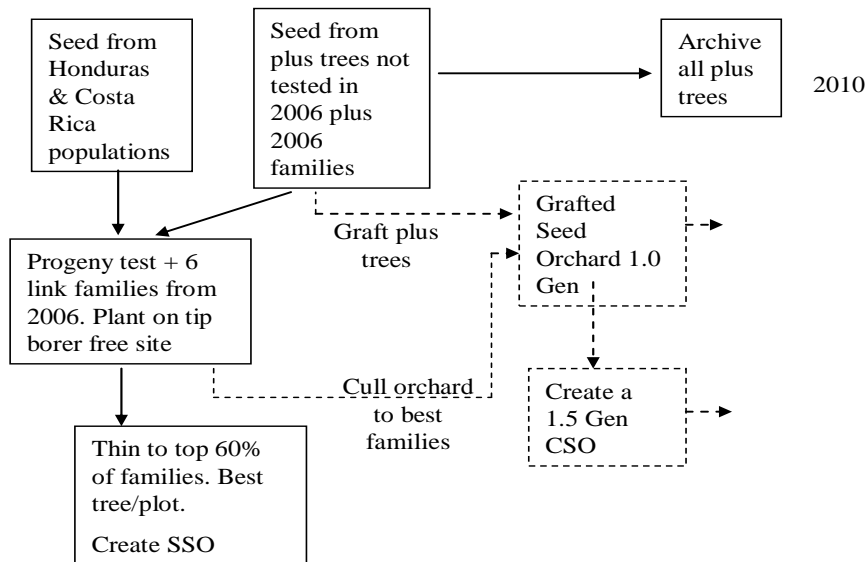 Seed from
Honduras
& Costa
Rica
populations
Seed from
plus trees not
tested in
2006 plus
2006
families
Archive
all plus
trees
2010
Graft plus
trees
Grafted
Seed
Orchard 1.0
Gen
Progeny test + 6
link families from
2006. Plant on tip
borer free site
Cull orchard
to best
families
Create a
1.5 Gen
CSO
Thin to top 60%
of families. Best
tree/plot.
Create SSO